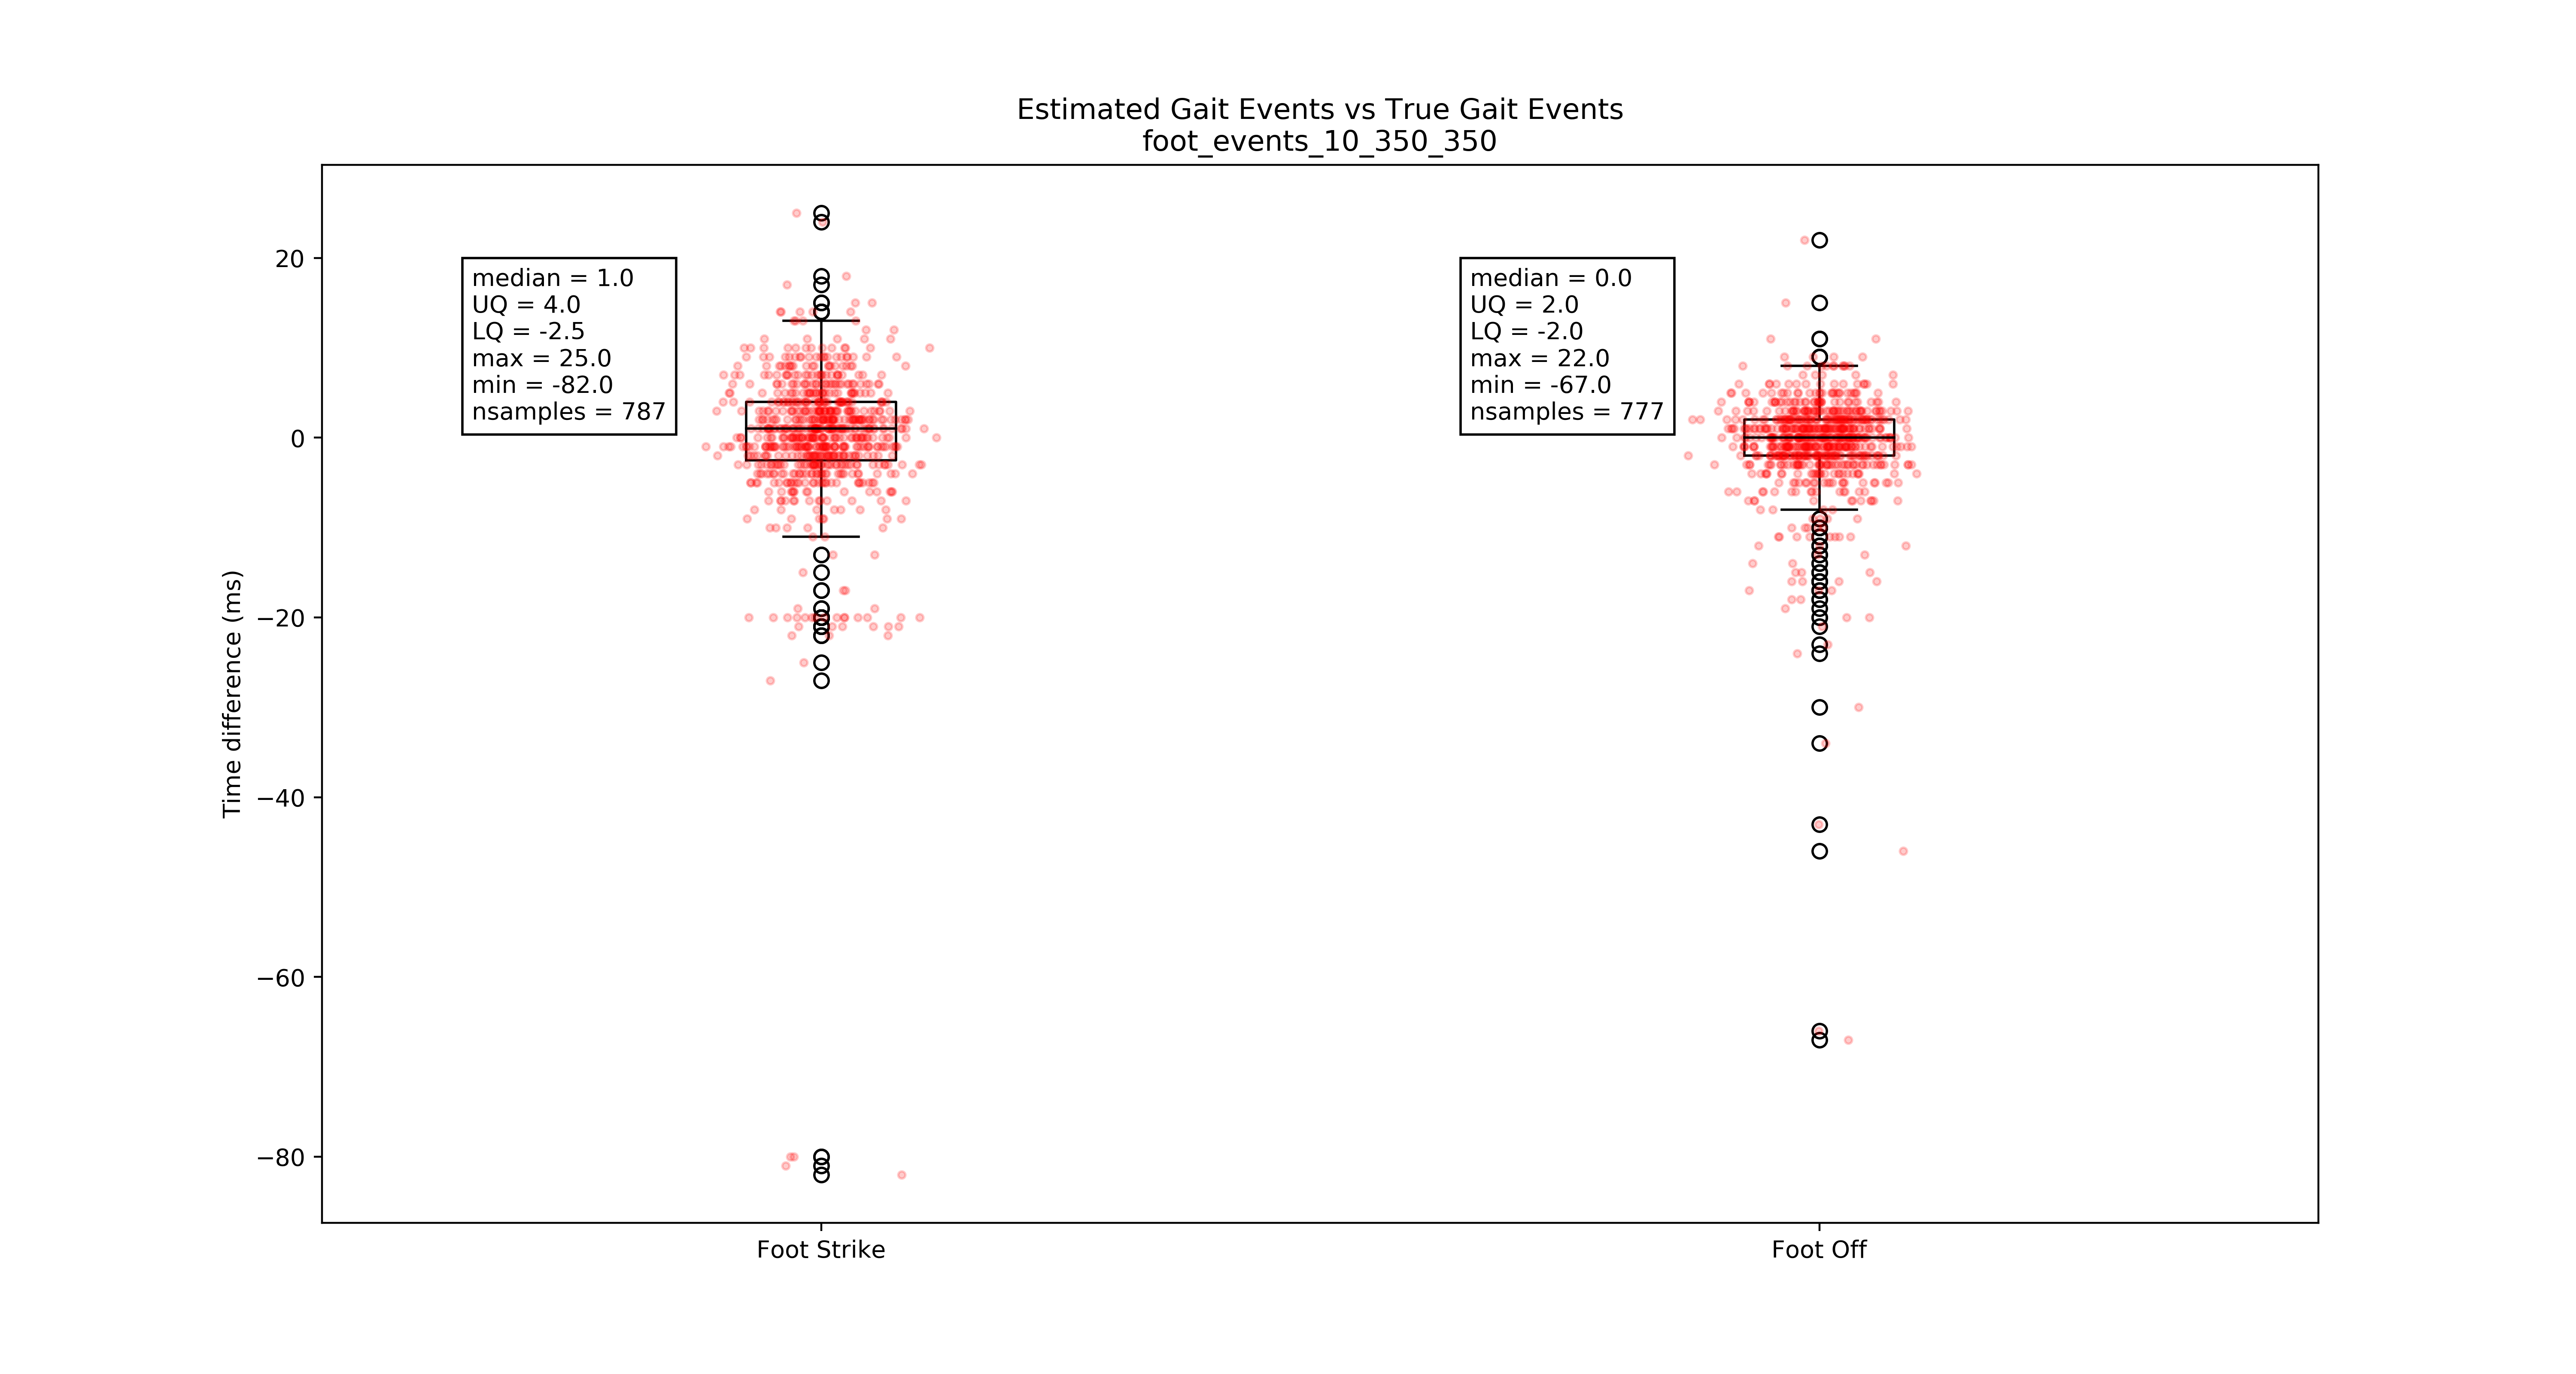 Estimated Gait Events vs True Gait Events
foot_events_10_350_350
Time difference (ms)
20
0
−20
−40
−60
−80
median = 1.0
UQ = 4.0
LQ = -2.5
max = 25.0
min = -82.0
nsamples = 787
median = 0.0
UQ = 2.0
LQ = -2.0
max = 22.0
min = -67.0
nsamples = 777
Foot Strike
Foot Off